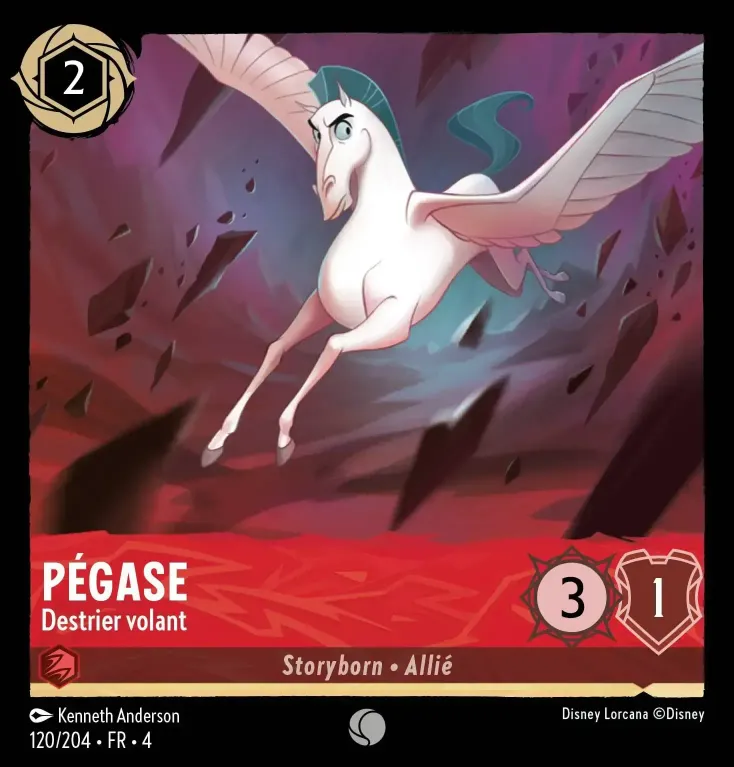 2
PÉGASE
Destrier volant
3 1
Storyborn • Allié
Kenneth Anderson
Disney Lorcana ©Disney
120/204 • FR • 4